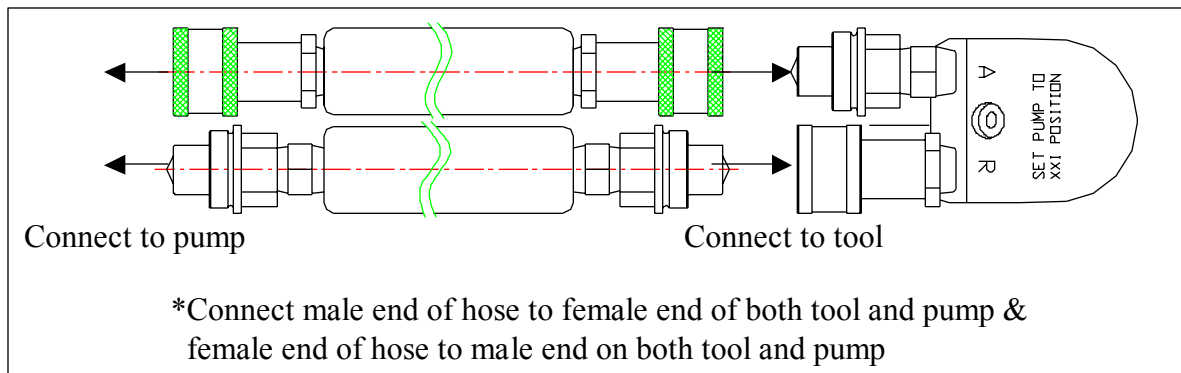 A
SET PUMP TO
XXI POSITION
R
Connect to pump
Connect to tool
*Connect male end of hose to female end of both tool and pump &
female end of hose to male end on both tool and pump